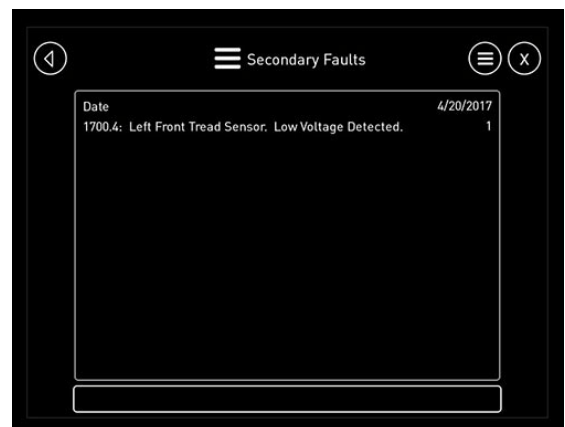 Secondary Faults
X
Date 4/20/2017
1700.4: Left Front Tread Sensor. Low Voltage Detected. 1